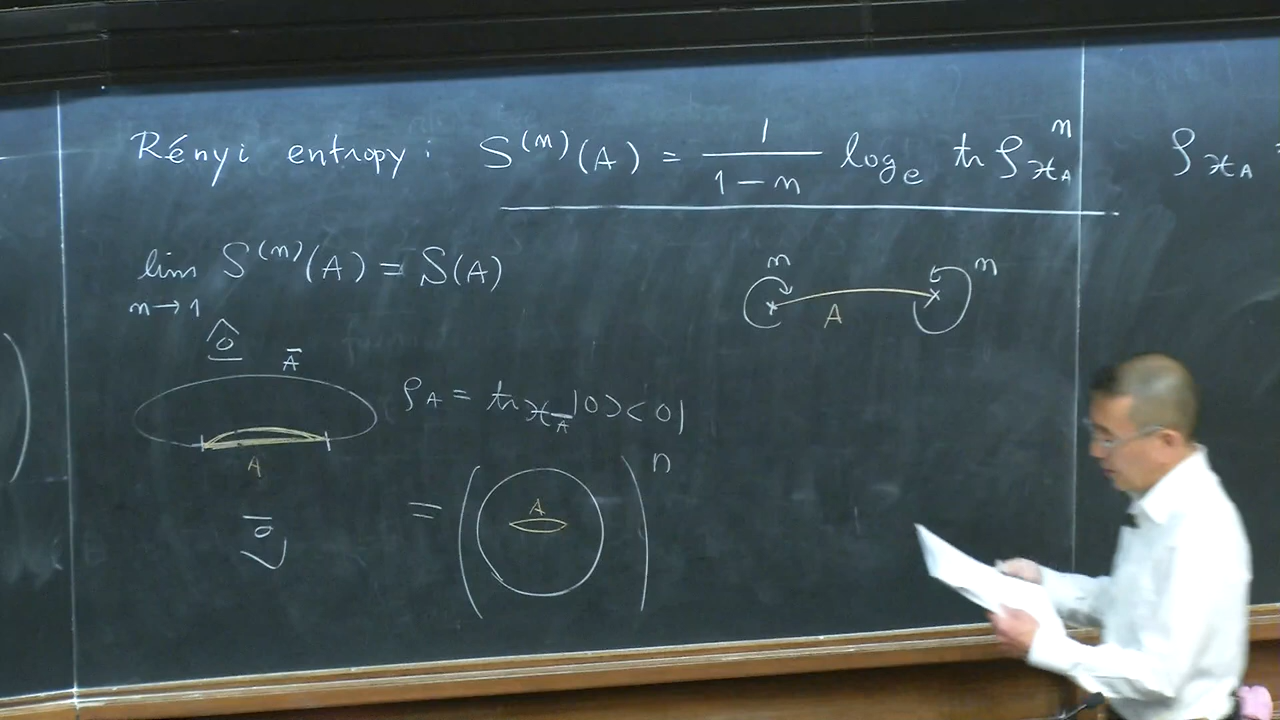 Rényi entropy: S^(n)(A) = 1/(1-n) log_e tr ρ_{ℋ_A}^n
ρ_{ℋ_A} =
lim_{n→1} S^(n)(A) = S(A)
n
n
A
Ā
A
ρ_A = tr_{ℋ_Ā} |0><0|
= ( A )^n